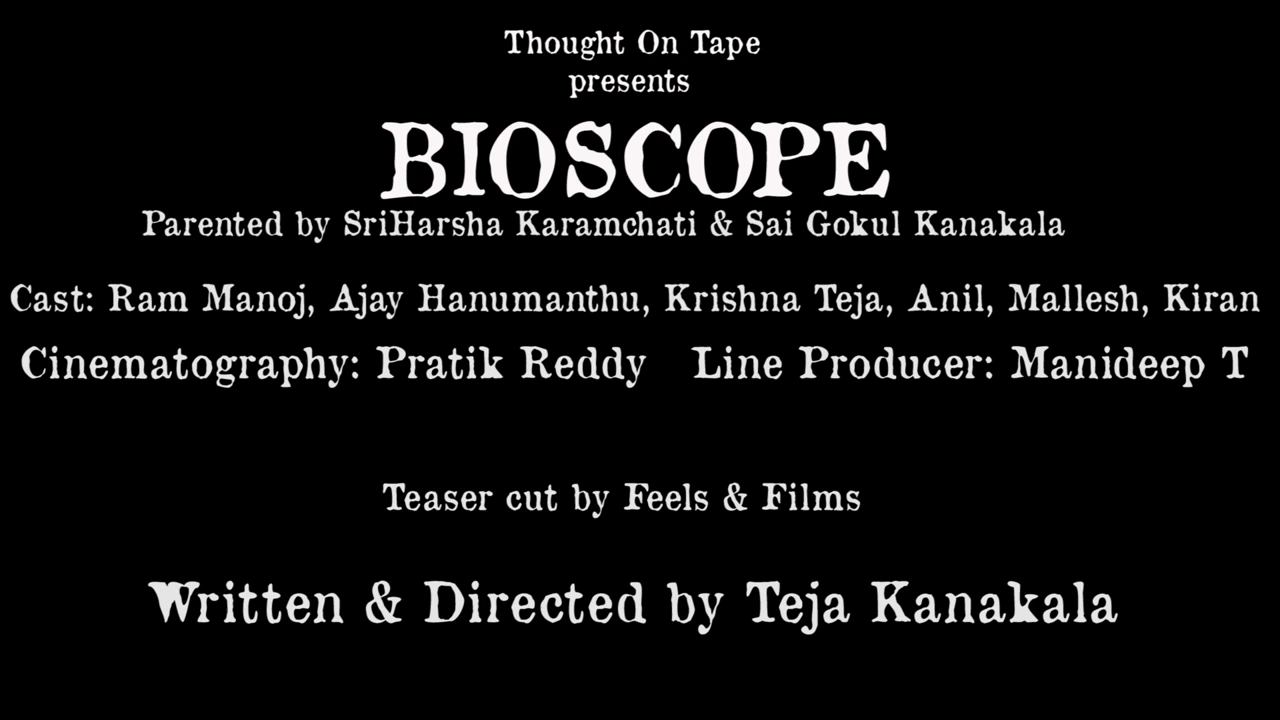 Thought On Tape
presents
BIOSCOPE
Parented by SriHarsha Karamchati & Sai Gokul Kanakala
Cast: Ram Manoj, Ajay Hanumanthu, Krishna Teja, Anil, Mallesh, Kiran
Cinematography: Pratik Reddy Line Producer: Manideep T
Teaser cut by Feels & Films
Written & Directed by Teja Kanakala